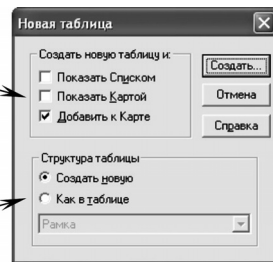 Новая таблица
Создать новую таблицу и:
Показать Списком
Показать Картой
Добавить к Карте
Создать...
Отмена
Справка
Структура таблицы
Создать новую
Как в таблице
Рамка